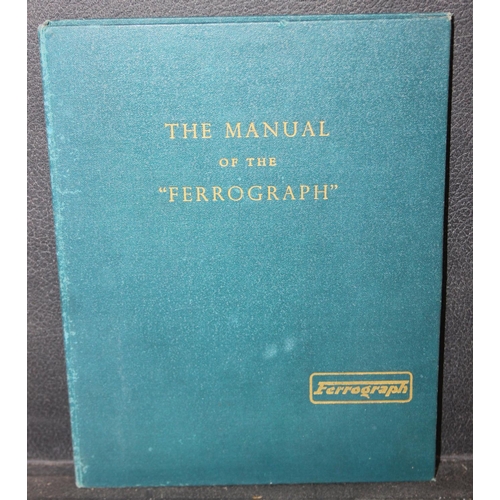 THE MANUAL
OF THE
“FERROGRAPH”
Ferrograph